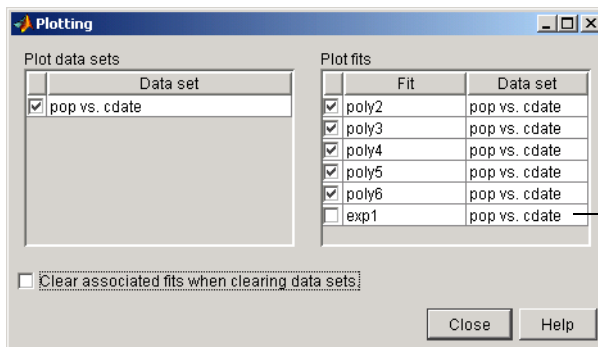 Plotting
Plot data sets
Data set
pop vs. cdate
Plot fits
Fit Data set
poly2 pop vs. cdate
poly3 pop vs. cdate
poly4 pop vs. cdate
poly5 pop vs. cdate
poly6 pop vs. cdate
exp1 pop vs. cdate
Clear associated fits when clearing data sets.
Close Help